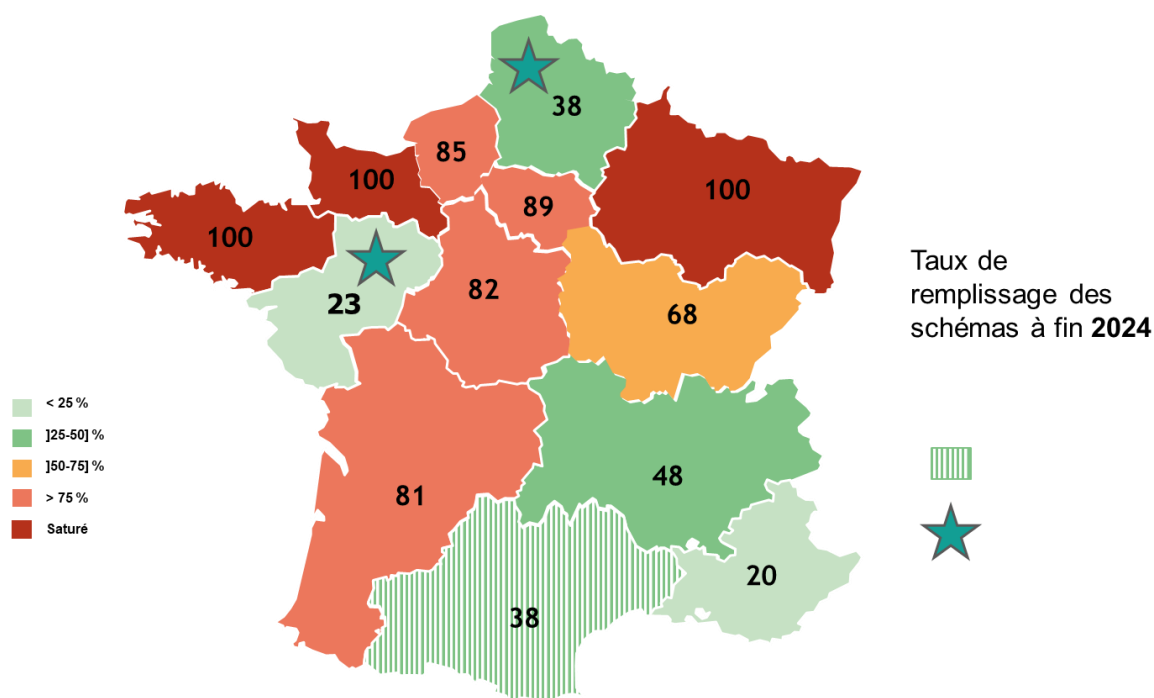 38
85
100
100
89
100
23
82
68
Taux de
remplissage des
schémas à fin 2024
< 25 %
]25-50] %
]50-75] %
> 75 %
Saturé
48
81
20
38